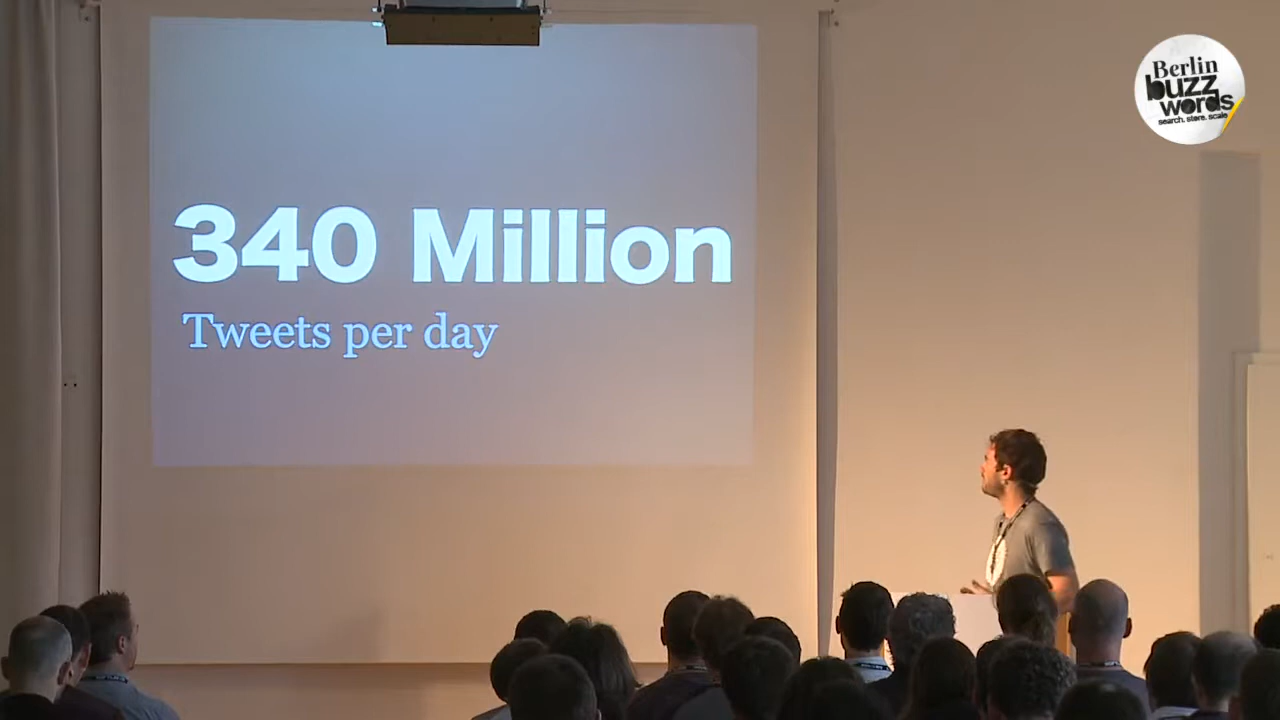 340 Million
Tweets per day
Berlin
buzz
words
search. store. scale